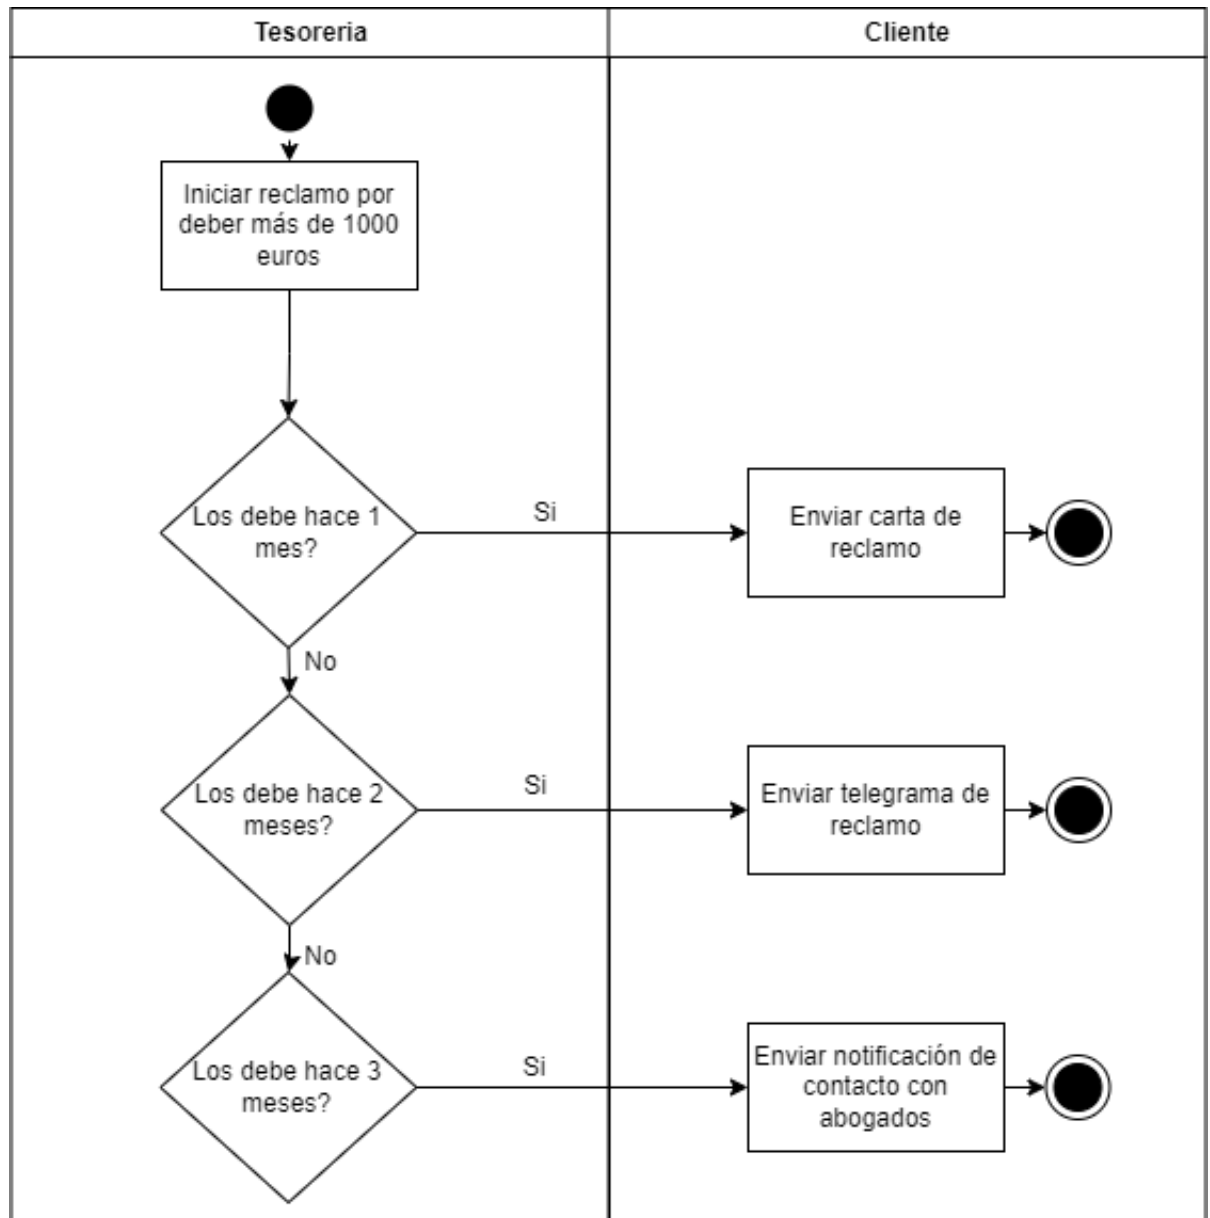 Tesoreria
Cliente
Iniciar reclamo por
deber más de 1000
euros
Los debe hace 1
mes?
Si
Enviar carta de
reclamo
No
Los debe hace 2
meses?
Si
Enviar telegrama de
reclamo
No
Los debe hace 3
meses?
Si
Enviar notificación de
contacto con
abogados